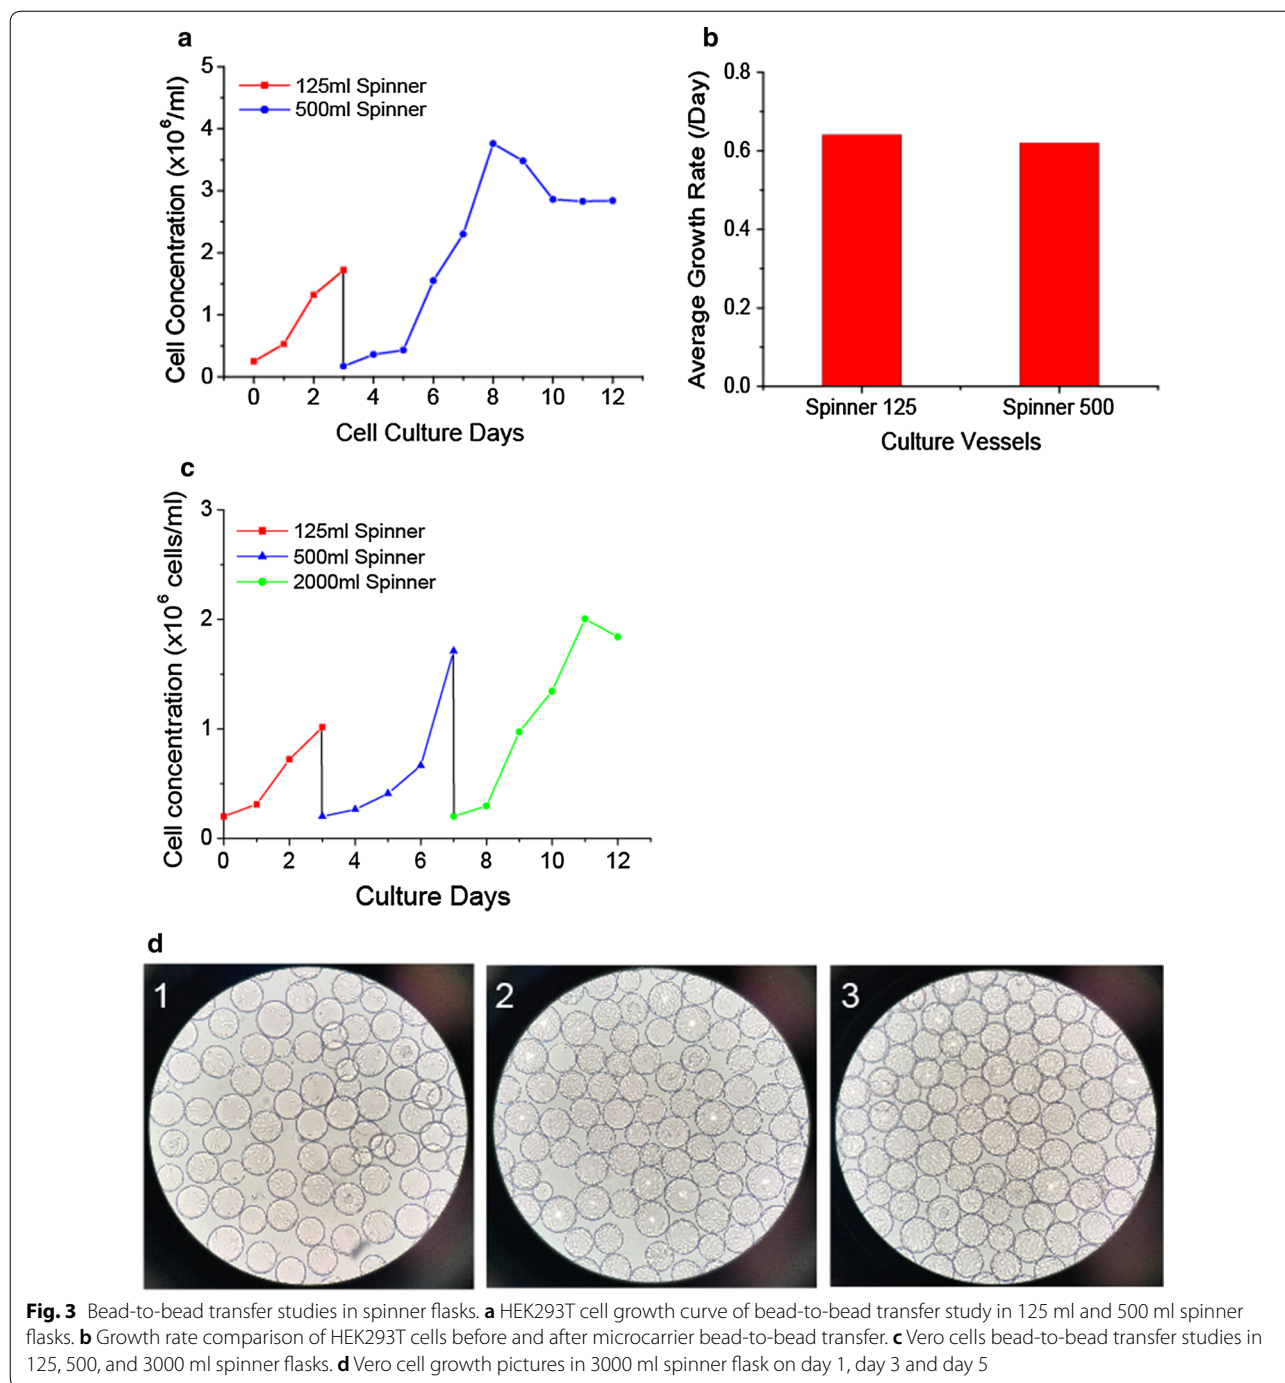 a
5
4
3
2
1
0
Cell Concentration (x10⁶/ml)
125ml Spinner
500ml Spinner
0 2 4 6 8 10 12
Cell Culture Days
b
0.8
0.6
0.4
0.2
0.0
Average Growth Rate (/Day)
Spinner 125 Spinner 500
Culture Vessels
c
3
2
1
0
Cell concentration (x10⁶ cells/ml)
125ml Spinner
500ml Spinner
2000ml Spinner
0 2 4 6 8 10 12
Culture Days
d
1 2 3
Fig. 3 Bead-to-bead transfer studies in spinner flasks. a HEK293T cell growth curve of bead-to-bead transfer study in 125 ml and 500 ml spinner
flasks. b Growth rate comparison of HEK293T cells before and after microcarrier bead-to-bead transfer. c Vero cells bead-to-bead transfer studies in
125, 500, and 3000 ml spinner flasks. d Vero cell growth pictures in 3000 ml spinner flask on day 1, day 3 and day 5